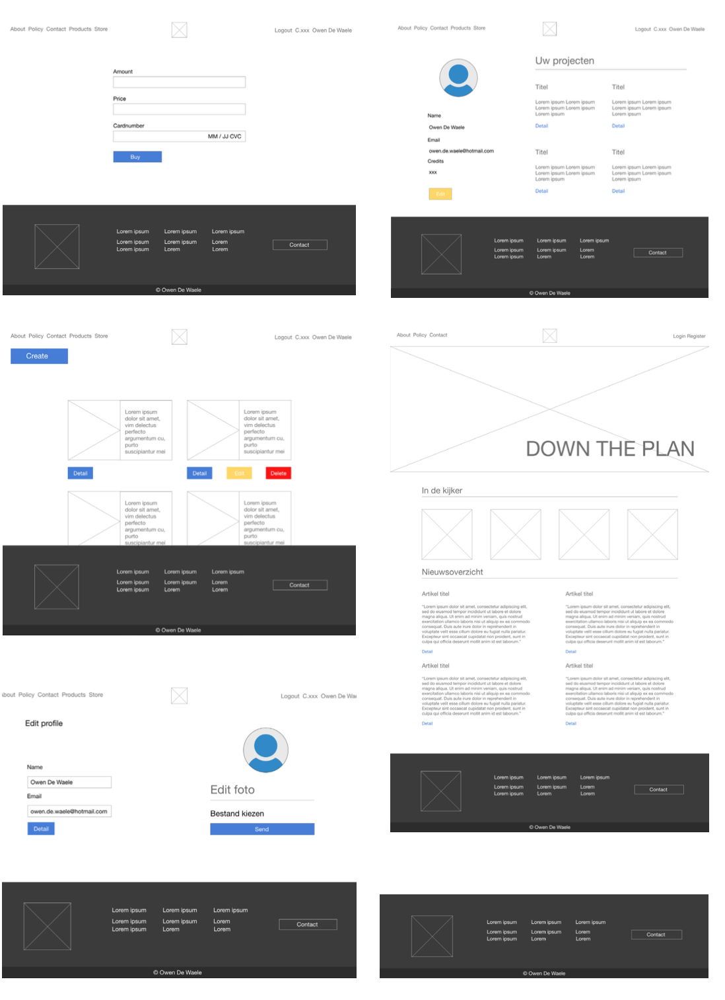 About Policy Contact Products Store
Logout C.xxx Owen De Waele
Amount
Price
Cardnumber
MM / JJ CVC
Buy
Lorem ipsum Lorem ipsum Lorem ipsum
Lorem ipsum Lorem ipsum Lorem
Lorem ipsum Lorem Lorem
Contact
© Owen De Waele
About Policy Contact Products Store
Logout C.xxx Owen De Waele
Name
Owen De Waele
Email
owen.de.waele@hotmail.com
Credits
xxx
Edit
Uw projecten
Titel
Lorem ipsum Lorem ipsum
Lorem ipsum Lorem ipsum
Lorem ipsum
Detail
Titel
Lorem ipsum Lorem ipsum
Lorem ipsum Lorem ipsum
Lorem ipsum
Detail
Titel
Lorem ipsum Lorem ipsum
Lorem ipsum Lorem ipsum
Lorem ipsum
Detail
Titel
Lorem ipsum Lorem ipsum
Lorem ipsum Lorem ipsum
Lorem ipsum
Detail
Lorem ipsum Lorem ipsum Lorem ipsum
Lorem ipsum Lorem ipsum Lorem
Lorem ipsum Lorem Lorem
Contact
© Owen De Waele
About Policy Contact Products Store
Logout C.xxx Owen De Waele
Create
Lorem ipsum
dolor sit amet,
vim delectus
perfecto
argumentum cu,
purto
suscipiantur mei
Detail
Lorem ipsum
dolor sit amet,
vim delectus
perfecto
argumentum cu,
purto
suscipiantur mei
Detail
Edit
Delete
Lorem ipsum
dolor sit amet,
vim delectus
perfecto
argumentum cu,
purto
suscipiantur mei
Lorem ipsum
dolor sit amet,
vim delectus
perfecto
argumentum cu,
purto
suscipiantur mei
Lorem ipsum Lorem ipsum Lorem ipsum
Lorem ipsum Lorem ipsum Lorem
Lorem ipsum Lorem Lorem
Contact
© Owen De Waele
About Policy Contact
Login Register
DOWN THE PLAN
In de kijker
Nieuwsoverzicht
Artikel titel
"Lorem ipsum dolor sit amet, consectetur adipiscing elit,
sed do eiusmod tempor incididunt ut labore et dolore
magna aliqua. Ut enim ad minim veniam, quis nostrud
exercitation ullamco laboris nisi ut aliquip ex ea commodo
consequat. Duis aute irure dolor in reprehenderit in
voluptate velit esse cillum dolore eu fugiat nulla pariatur.
Excepteur sint occaecat cupidatat non proident, sunt in
culpa qui officia deserunt mollit anim id est laborum."
Detail
Artikel titel
"Lorem ipsum dolor sit amet, consectetur adipiscing elit,
sed do eiusmod tempor incididunt ut labore et dolore
magna aliqua. Ut enim ad minim veniam, quis nostrud
exercitation ullamco laboris nisi ut aliquip ex ea commodo
consequat. Duis aute irure dolor in reprehenderit in
voluptate velit esse cillum dolore eu fugiat nulla pariatur.
Excepteur sint occaecat cupidatat non proident, sunt in
culpa qui officia deserunt mollit anim id est laborum."
Detail
Artikel titel
"Lorem ipsum dolor sit amet, consectetur adipiscing elit,
sed do eiusmod tempor incididunt ut labore et dolore
magna aliqua. Ut enim ad minim veniam, quis nostrud
exercitation ullamco laboris nisi ut aliquip ex ea commodo
consequat. Duis aute irure dolor in reprehenderit in
voluptate velit esse cillum dolore eu fugiat nulla pariatur.
Excepteur sint occaecat cupidatat non proident, sunt in
culpa qui officia deserunt mollit anim id est laborum."
Detail
Artikel titel
"Lorem ipsum dolor sit amet, consectetur adipiscing elit,
sed do eiusmod tempor incididunt ut labore et dolore
magna aliqua. Ut enim ad minim veniam, quis nostrud
exercitation ullamco laboris nisi ut aliquip ex ea commodo
consequat. Duis aute irure dolor in reprehenderit in
voluptate velit esse cillum dolore eu fugiat nulla pariatur.
Excepteur sint occaecat cupidatat non proident, sunt in
culpa qui officia deserunt mollit anim id est laborum."
Detail
Lorem ipsum Lorem ipsum Lorem ipsum
Lorem ipsum Lorem ipsum Lorem
Lorem ipsum Lorem Lorem
Contact
© Owen De Waele
About Policy Contact Products Store
Logout C.xxx Owen De Wa
Edit profile
Name
Owen De Waele
Email
owen.de.waele@hotmail.com
Detail
Edit foto
Bestand kiezen
Send
Lorem ipsum Lorem ipsum Lorem ipsum
Lorem ipsum Lorem ipsum Lorem
Lorem ipsum Lorem Lorem
Contact
© Owen De Waele
Lorem ipsum Lorem ipsum Lorem ipsum
Lorem ipsum Lorem ipsum Lorem
Lorem ipsum Lorem Lorem
Contact
© Owen De Waele